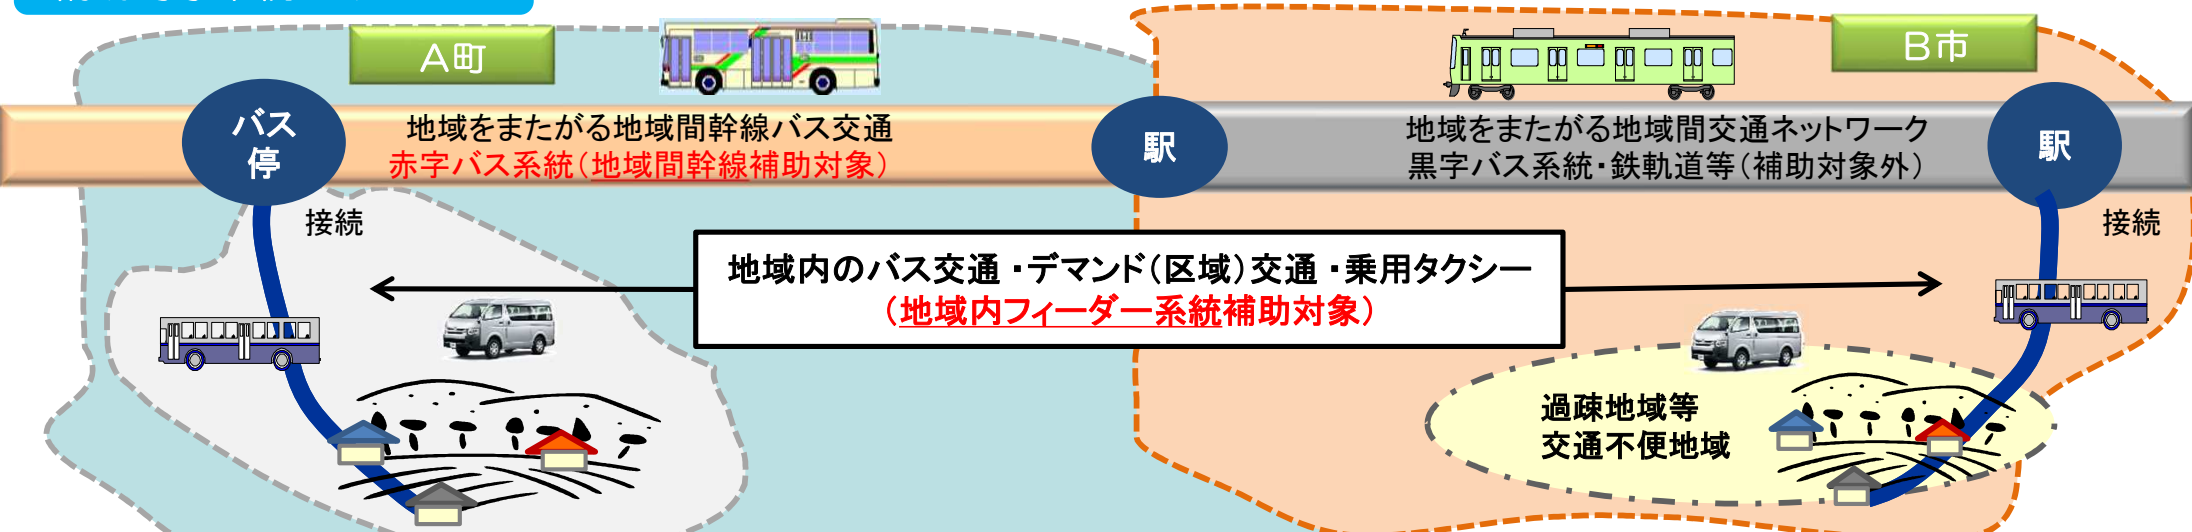 A町
B市
バス
停
地域をまたがる地域間幹線バス交通
赤字バス系統(地域間幹線補助対象)
駅
地域をまたがる地域間交通ネットワーク
黒字バス系統・鉄軌道等(補助対象外)
駅
接続
接続
地域内のバス交通・デマンド(区域)交通・乗用タクシー
(地域内フィーダー系統補助対象)
過疎地域等
交通不便地域